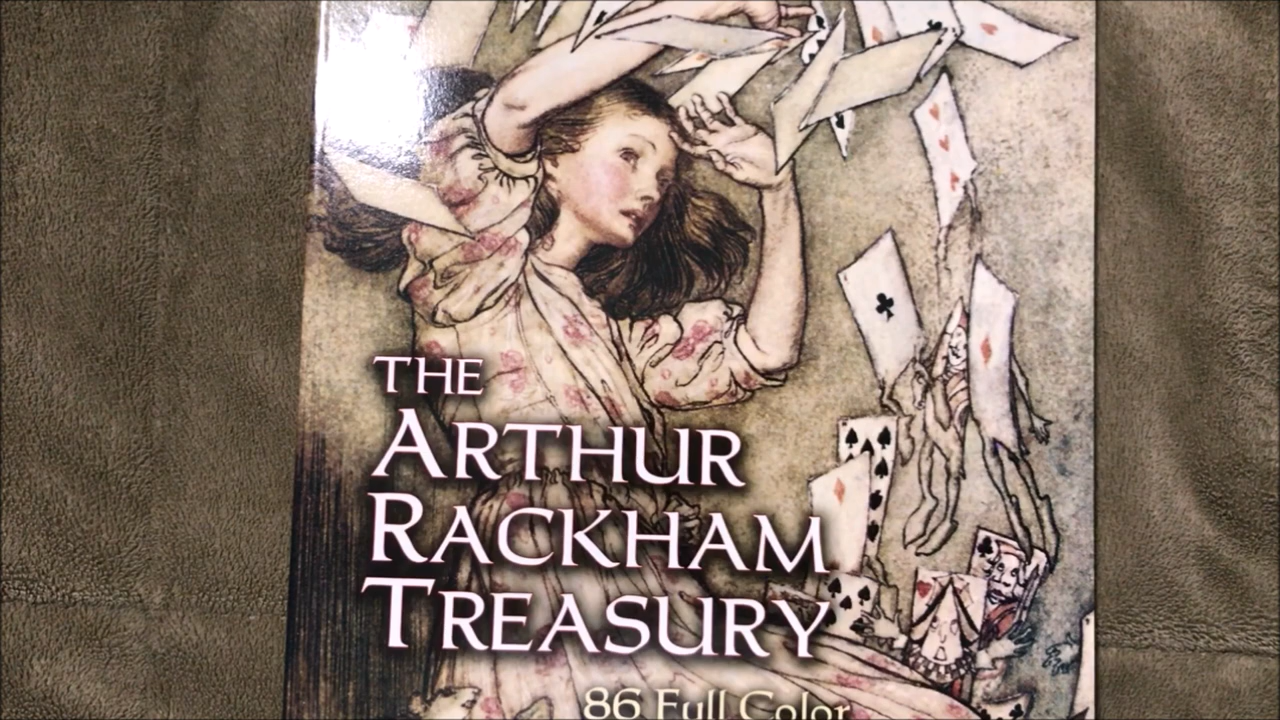 THE
ARTHUR
RACKHAM
TREASURY
86 Full Color